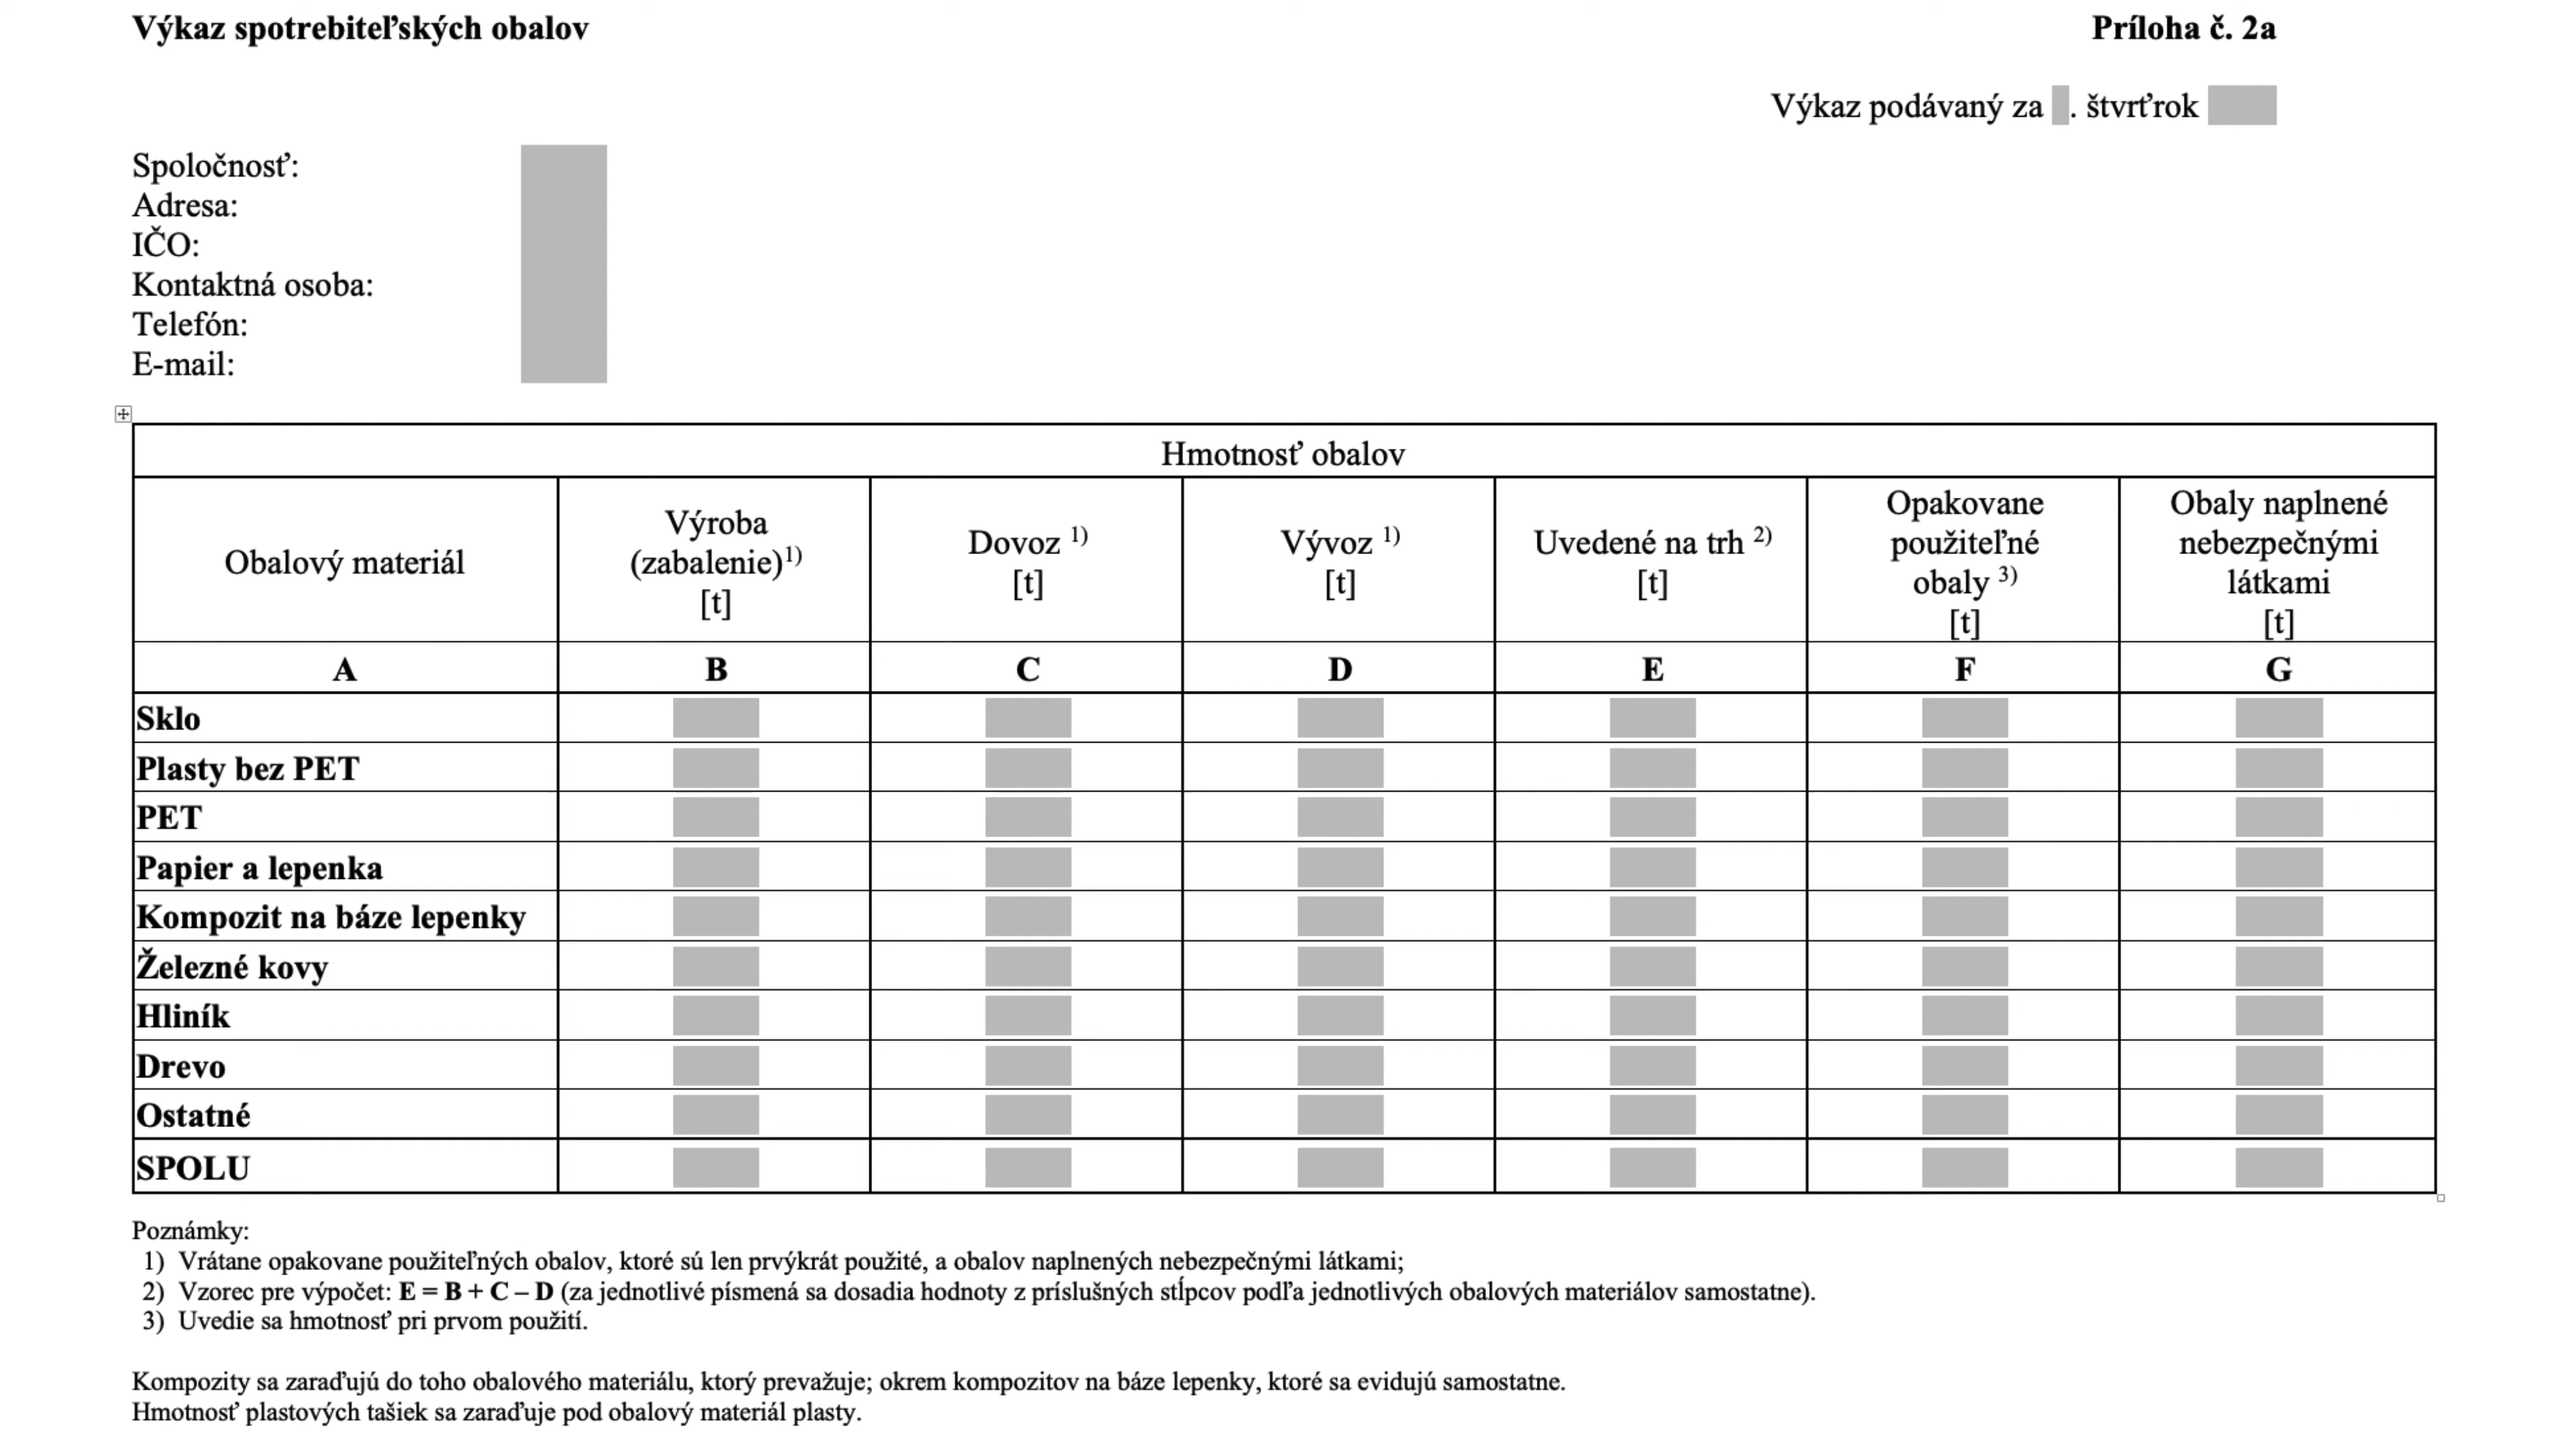 Výkaz spotrebiteľských obalov Príloha č. 2a
Výkaz podávaný za . štvrťrok
Spoločnosť:
Adresa:
IČO:
Kontaktná osoba:
Telefón:
E-mail:
Hmotnosť obalov
Obalový materiál
Výroba
(zabalenie)1)
[t]
Dovoz 1)
[t]
Vývoz 1)
[t]
Uvedené na trh 2)
[t]
Opakovane
použiteľné
obaly 3)
[t]
Obaly naplnené
nebezpečnými
látkami
[t]
A B C D E F G
Sklo
Plasty bez PET
PET
Papier a lepenka
Kompozit na báze lepenky
Železné kovy
Hliník
Drevo
Ostatné
SPOLU
Poznámky:
1) Vrátane opakovane použiteľných obalov, ktoré sú len prvýkrát použité, a obalov naplnených nebezpečnými látkami;
2) Vzorec pre výpočet: E = B + C – D (za jednotlivé písmená sa dosadia hodnoty z príslušných stĺpcov podľa jednotlivých obalových materiálov samostatne).
3) Uvedie sa hmotnosť pri prvom použití.
Kompozity sa zaraďujú do toho obalového materiálu, ktorý prevažuje; okrem kompozitov na báze lepenky, ktoré sa evidujú samostatne.
Hmotnosť plastových tašiek sa zaraďuje pod obalový materiál plasty.